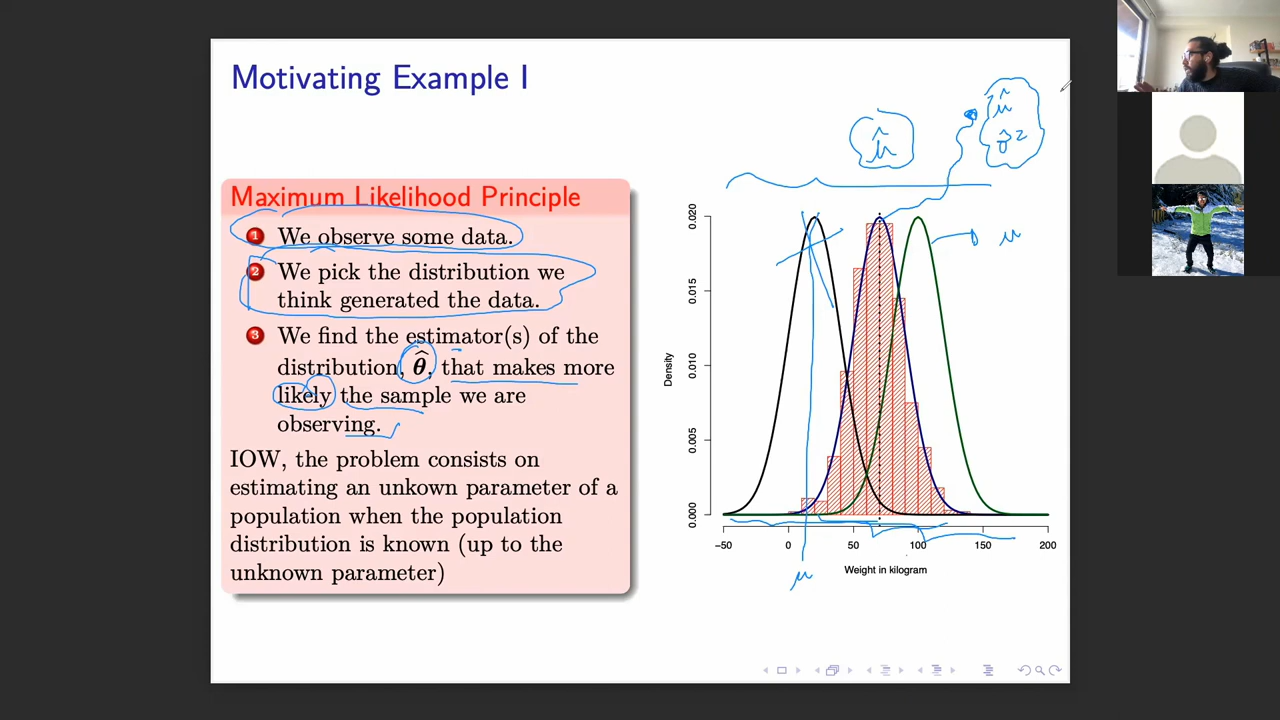 Motivating Example I
Maximum Likelihood Principle
1 We observe some data.
2 We pick the distribution we
think generated the data.
3 We find the estimator(s) of the
distribution, θ̂, that makes more
likely the sample we are
observing.
IOW, the problem consists on
estimating an unkown parameter of a
population when the population
distribution is known (up to the
unknown parameter)
μ̂
μ̂
σ̂²
μ
μ
Density
0.020
0.015
0.010
0.005
0.000
-50 0 50 100 150 200
Weight in kilogram